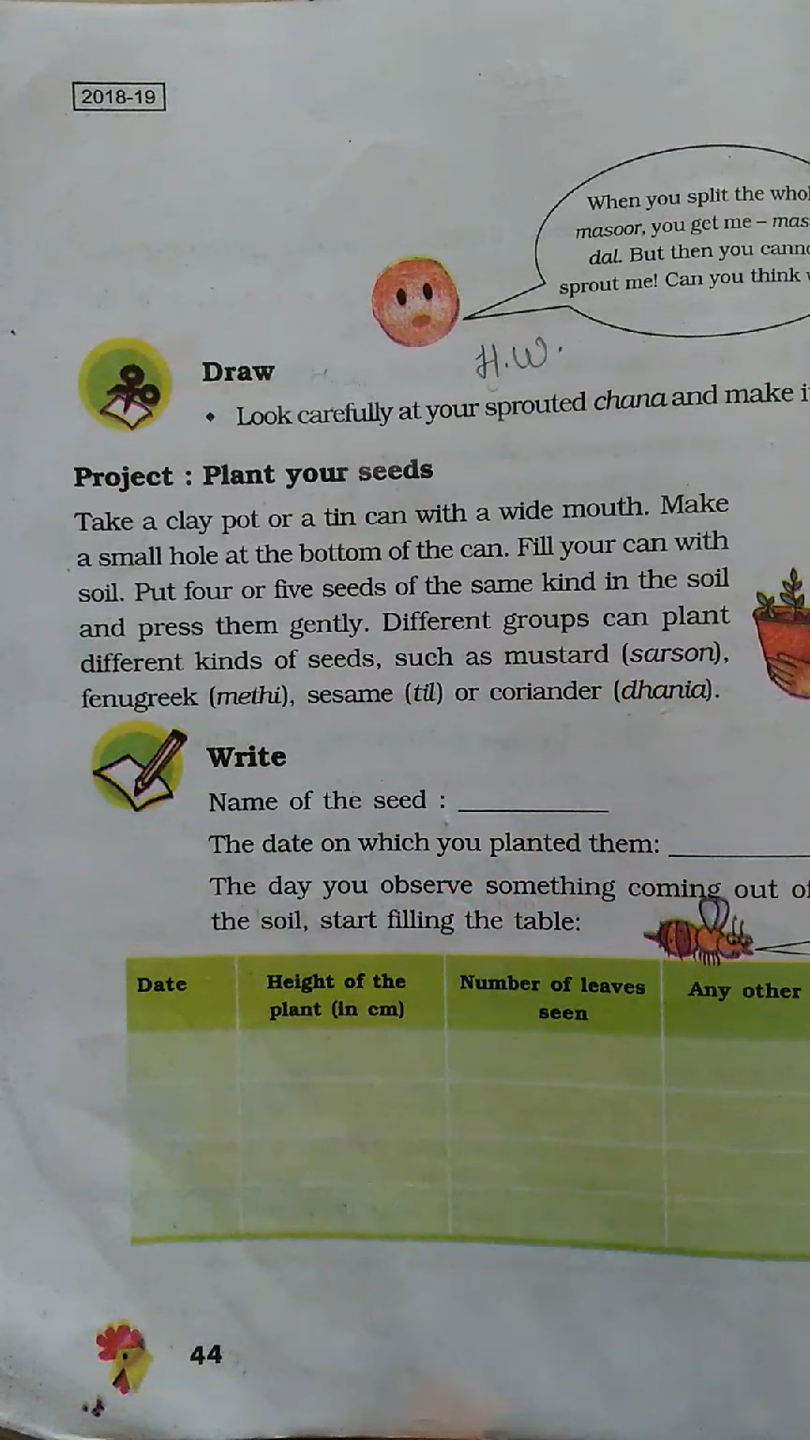 2018-19
When you split the
masoor, you get me –
dal. But then you
sprout me! Can you think
H.W.
Draw
• Look carefully at your sprouted chana and make
Project : Plant your seeds
Take a clay pot or a tin can with a wide mouth. Make
a small hole at the bottom of the can. Fill your can with
soil. Put four or five seeds of the same kind in the soil
and press them gently. Different groups can plant
different kinds of seeds, such as mustard (sarson),
fenugreek (methi), sesame (til) or coriander (dhania).
Write
Name of the seed : __________
The date on which you planted them: __________
The day you observe something coming out of
the soil, start filling the table:
Date
Height of the
plant (in cm)
Number of leaves
seen
Any other
44